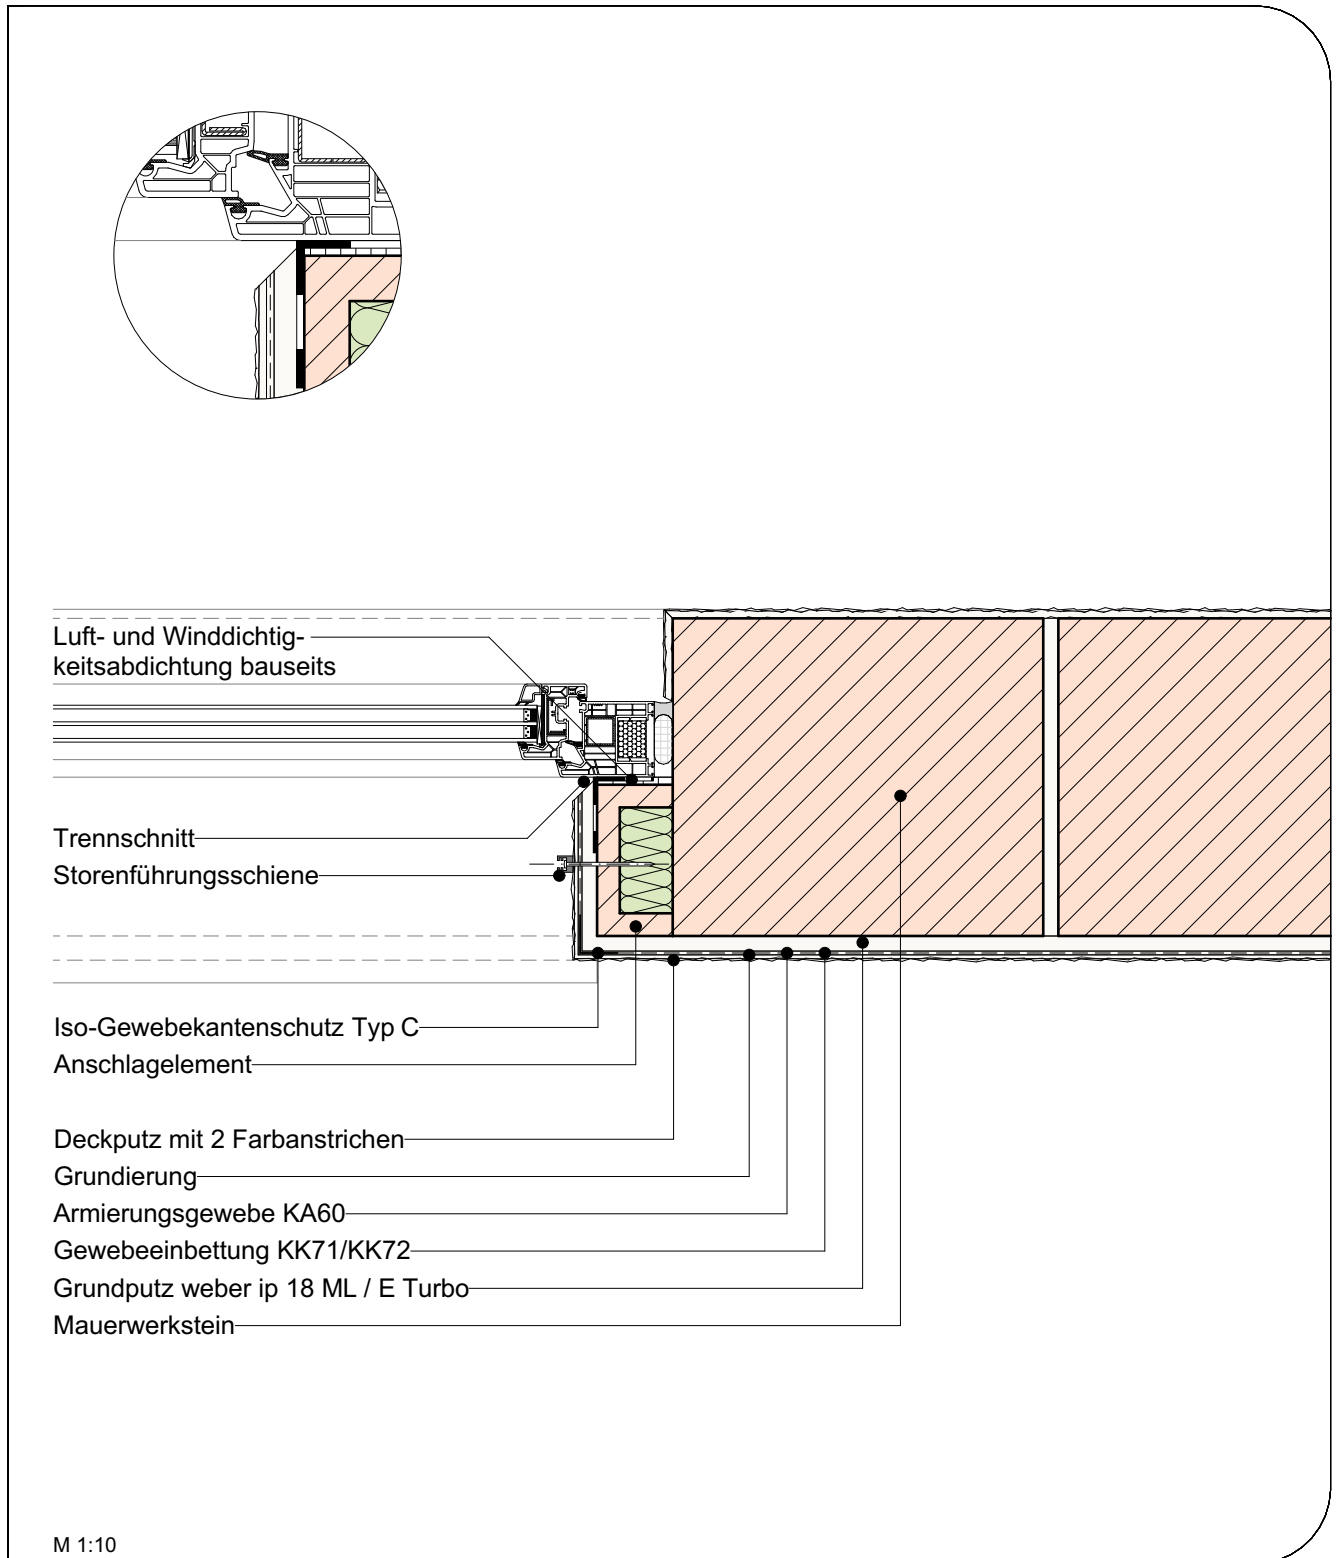 Luft- und Winddichtig-
keitsabdichtung bauseits
Trennschnitt
Storenführungsschiene
Iso-Gewebekantenschutz Typ C
Anschlagelement
Deckputz mit 2 Farbanstrichen
Grundierung
Armierungsgewebe KA60
Gewebeeinbettung KK71/KK72
Grundputz weber ip 18 ML / E Turbo
Mauerwerkstein
M 1:10